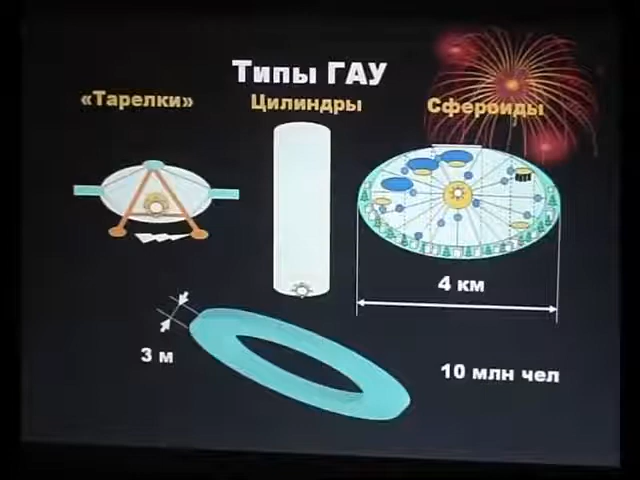 Типы ГАУ
«Тарелки» Цилиндры Сфероиды
4 км
3 м
10 млн чел